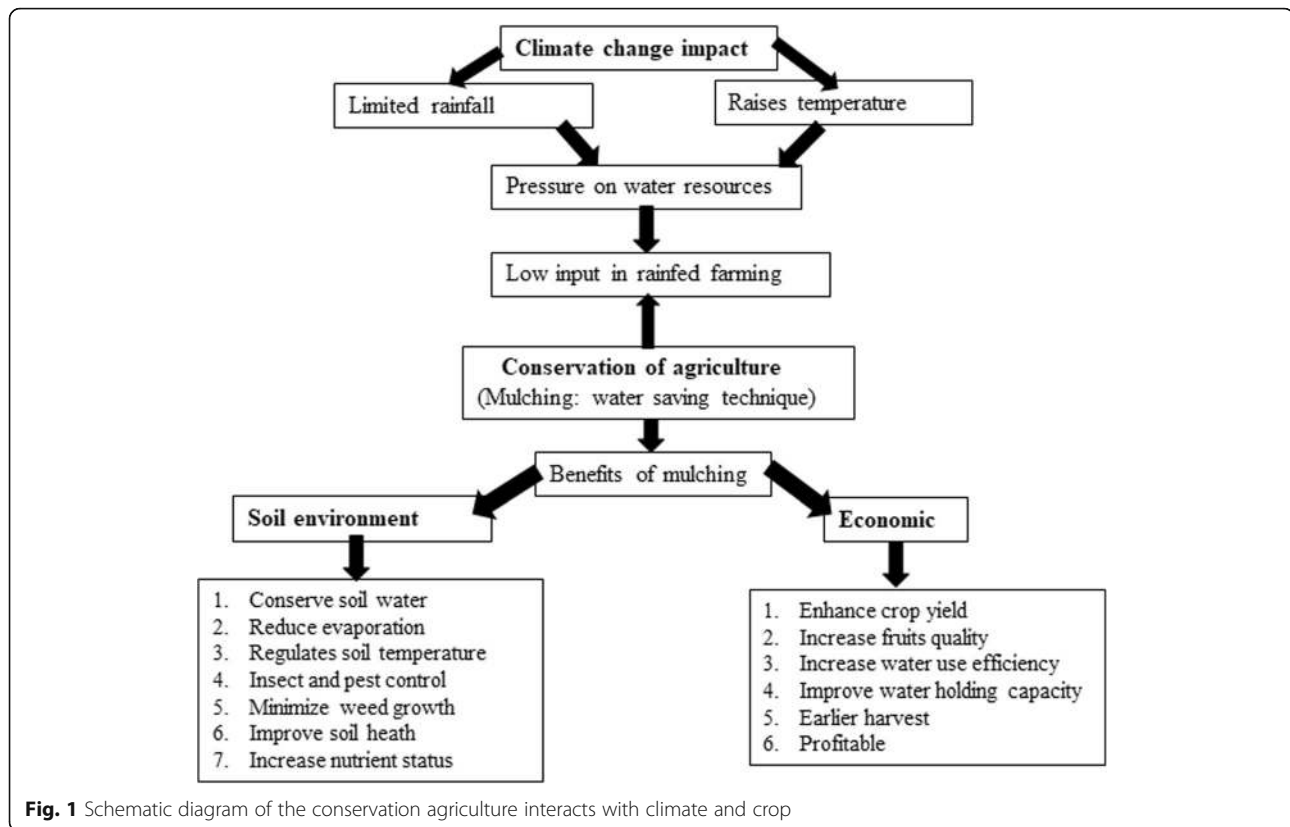 Climate change impact
Limited rainfall
Raises temperature
Pressure on water resources
Low input in rainfed farming
Conservation of agriculture
(Mulching: water saving technique)
Benefits of mulching
Soil environment
Economic
1. Conserve soil water
2. Reduce evaporation
3. Regulates soil temperature
4. Insect and pest control
5. Minimize weed growth
6. Improve soil heath
7. Increase nutrient status
1. Enhance crop yield
2. Increase fruits quality
3. Increase water use efficiency
4. Improve water holding capacity
5. Earlier harvest
6. Profitable
Fig. 1 Schematic diagram of the conservation agriculture interacts with climate and crop